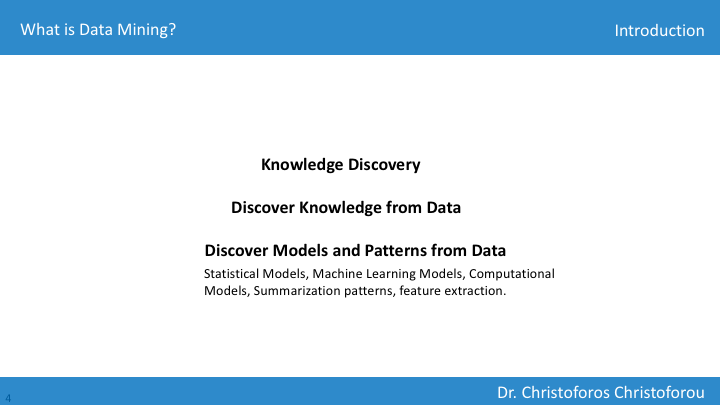 What is Data Mining?
Introduction
Knowledge Discovery
Discover Knowledge from Data
Discover Models and Patterns from Data
Statistical Models, Machine Learning Models, Computational
Models, Summarization patterns, feature extraction.
4
Dr. Christoforos Christoforou